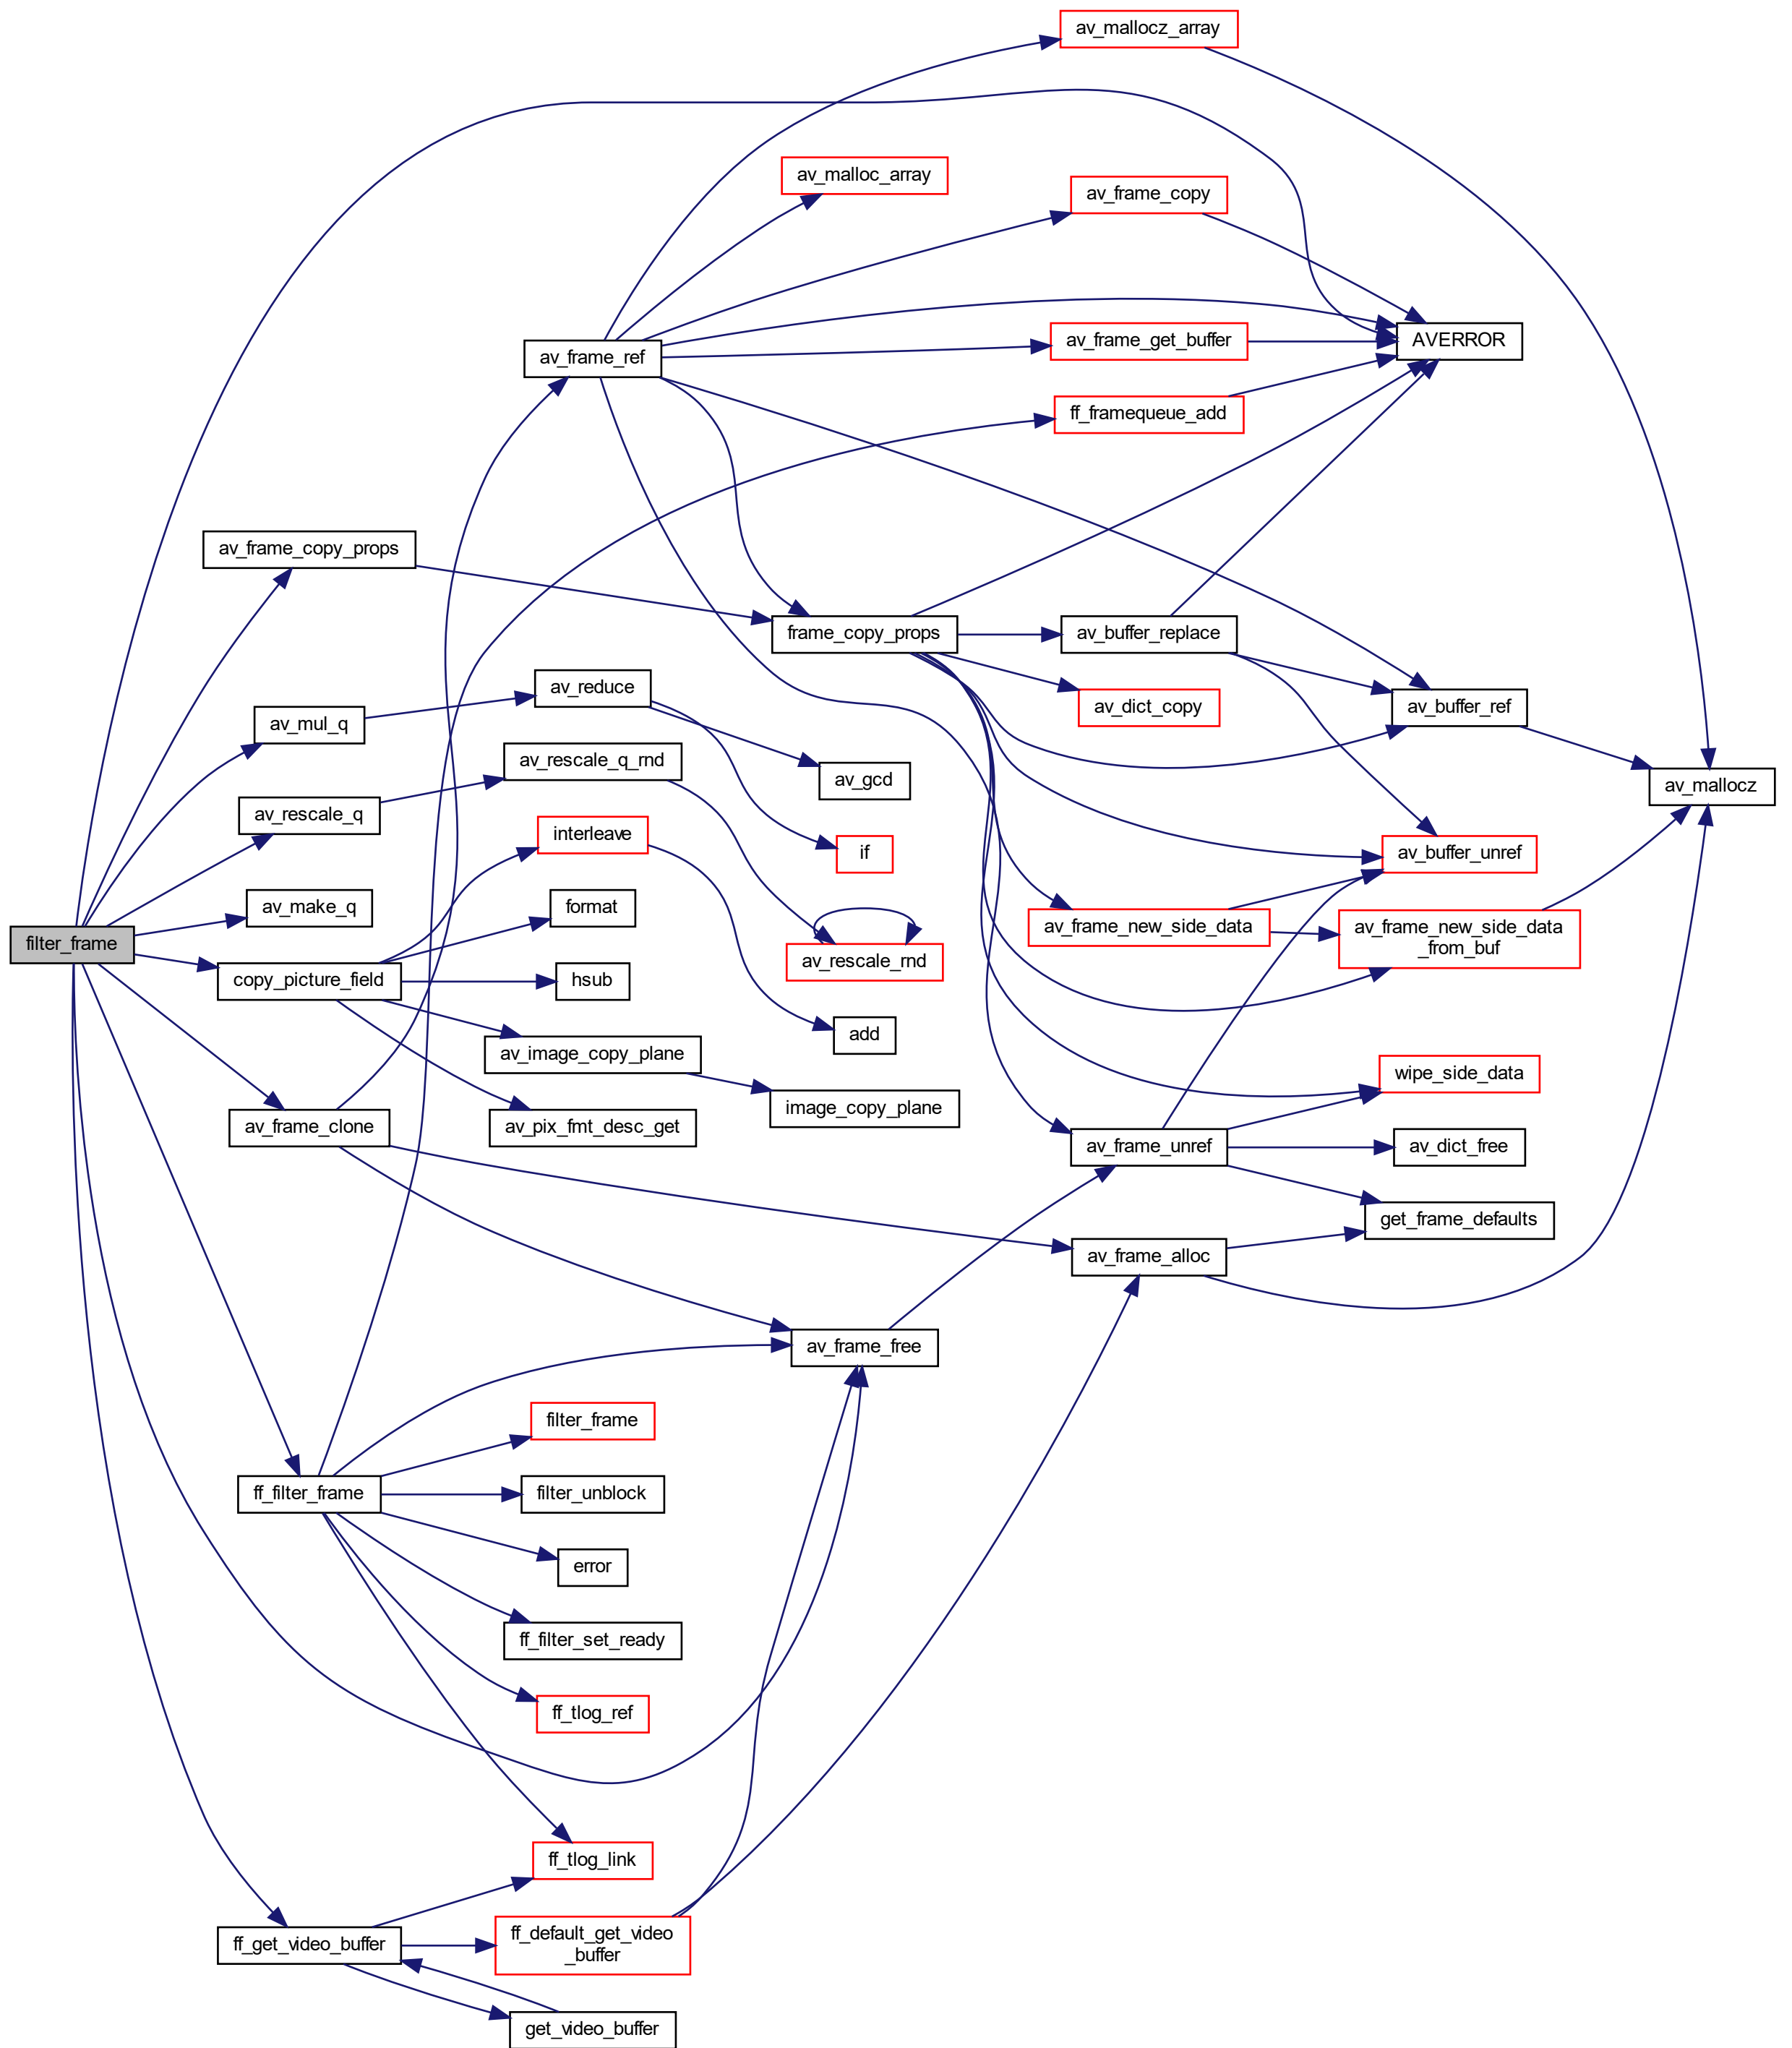 av_mallocz_array
av_malloc_array
av_frame_copy
AVERROR
av_frame_ref
av_frame_get_buffer
ff_framequeue_add
av_frame_copy_props
frame_copy_props
av_buffer_replace
av_reduce
av_dict_copy
av_buffer_ref
av_mul_q
av_rescale_q_rnd
av_gcd
av_mallocz
av_rescale_q
interleave
if
av_buffer_unref
av_make_q
format
av_frame_new_side_data
av_frame_new_side_data
_from_buf
filter_frame
av_rescale_rnd
copy_picture_field
hsub
add
av_image_copy_plane
wipe_side_data
image_copy_plane
av_frame_clone
av_pix_fmt_desc_get
av_frame_unref
av_dict_free
get_frame_defaults
av_frame_alloc
av_frame_free
filter_frame
ff_filter_frame
filter_unblock
error
ff_filter_set_ready
ff_tlog_ref
ff_tlog_link
ff_get_video_buffer
ff_default_get_video
_buffer
get_video_buffer